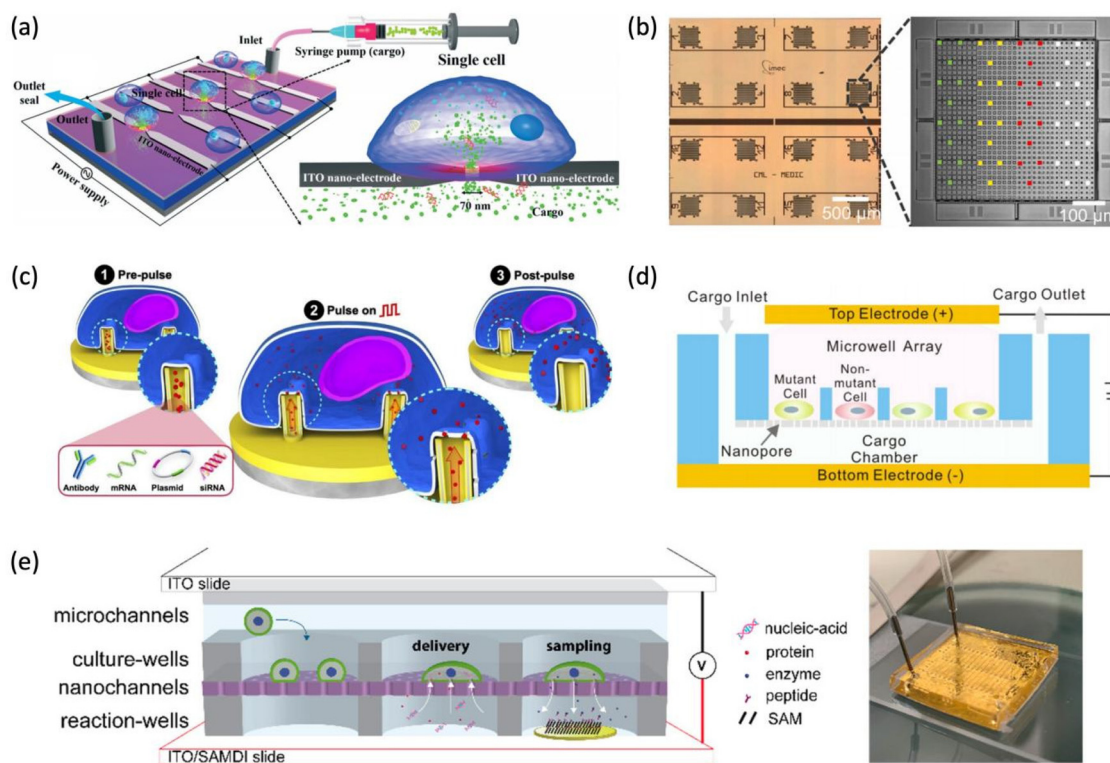 (a)
Inlet
Syringe pump (cargo)
Single cell
Outlet
seal
Single cell
Outlet
ITO nano-electrode
Power supply
ITO nano-electrode
ITO nano-electrode
70 nm
Cargo
(b)
imec
CML - MEDIC
500 μm
100 μm
(c)
1 Pre-pulse
2 Pulse on
3 Post-pulse
Antibody
mRNA
Plasmid
siRNA
(d)
Cargo Inlet
Cargo Outlet
Top Electrode (+)
Microwell Array
Mutant
Cell
Non-
mutant
Cell
Nanopore
Cargo
Chamber
Bottom Electrode (-)
(e)
ITO slide
microchannels
culture-wells
nanochannels
reaction-wells
delivery
sampling
ITO/SAMDI slide
V
nucleic-acid
protein
enzyme
peptide
SAM